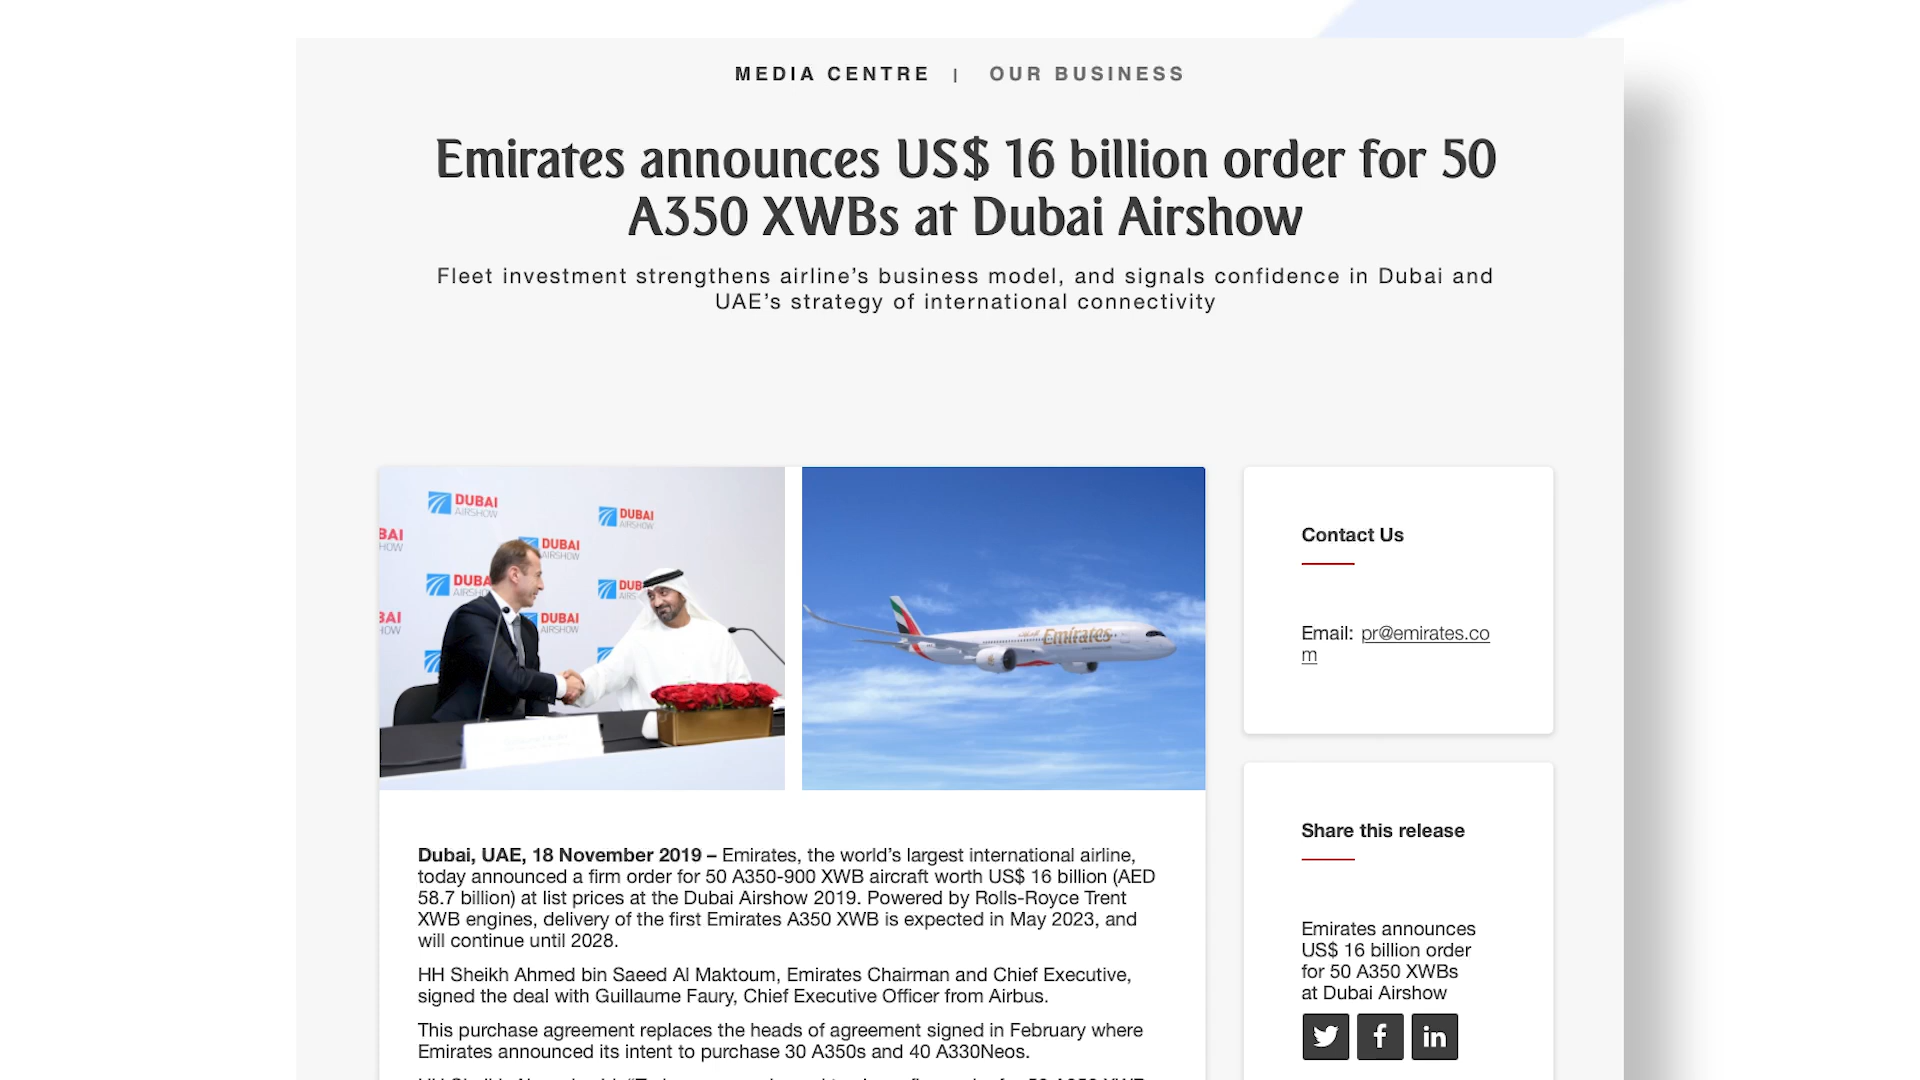 MEDIA CENTRE | OUR BUSINESS
Emirates announces US$ 16 billion order for 50
A350 XWBs at Dubai Airshow
Fleet investment strengthens airline’s business model, and signals confidence in Dubai and
UAE’s strategy of international connectivity
DUBAI
AIRSHOW
DUBAI
AIRSHOW
BAI
HOW
DUBAI
AIRSHOW
DUBA
AIRSHO
DUB
AIRS
BAI
HOW
DUBAI
AIRSHOW
Emirates
Contact Us
Email: pr@emirates.co
m
Dubai, UAE, 18 November 2019 – Emirates, the world’s largest international airline,
today announced a firm order for 50 A350-900 XWB aircraft worth US$ 16 billion (AED
58.7 billion) at list prices at the Dubai Airshow 2019. Powered by Rolls-Royce Trent
XWB engines, delivery of the first Emirates A350 XWB is expected in May 2023, and
will continue until 2028.
HH Sheikh Ahmed bin Saeed Al Maktoum, Emirates Chairman and Chief Executive,
signed the deal with Guillaume Faury, Chief Executive Officer from Airbus.
This purchase agreement replaces the heads of agreement signed in February where
Emirates announced its intent to purchase 30 A350s and 40 A330Neos.
Share this release
Emirates announces
US$ 16 billion order
for 50 A350 XWBs
at Dubai Airshow